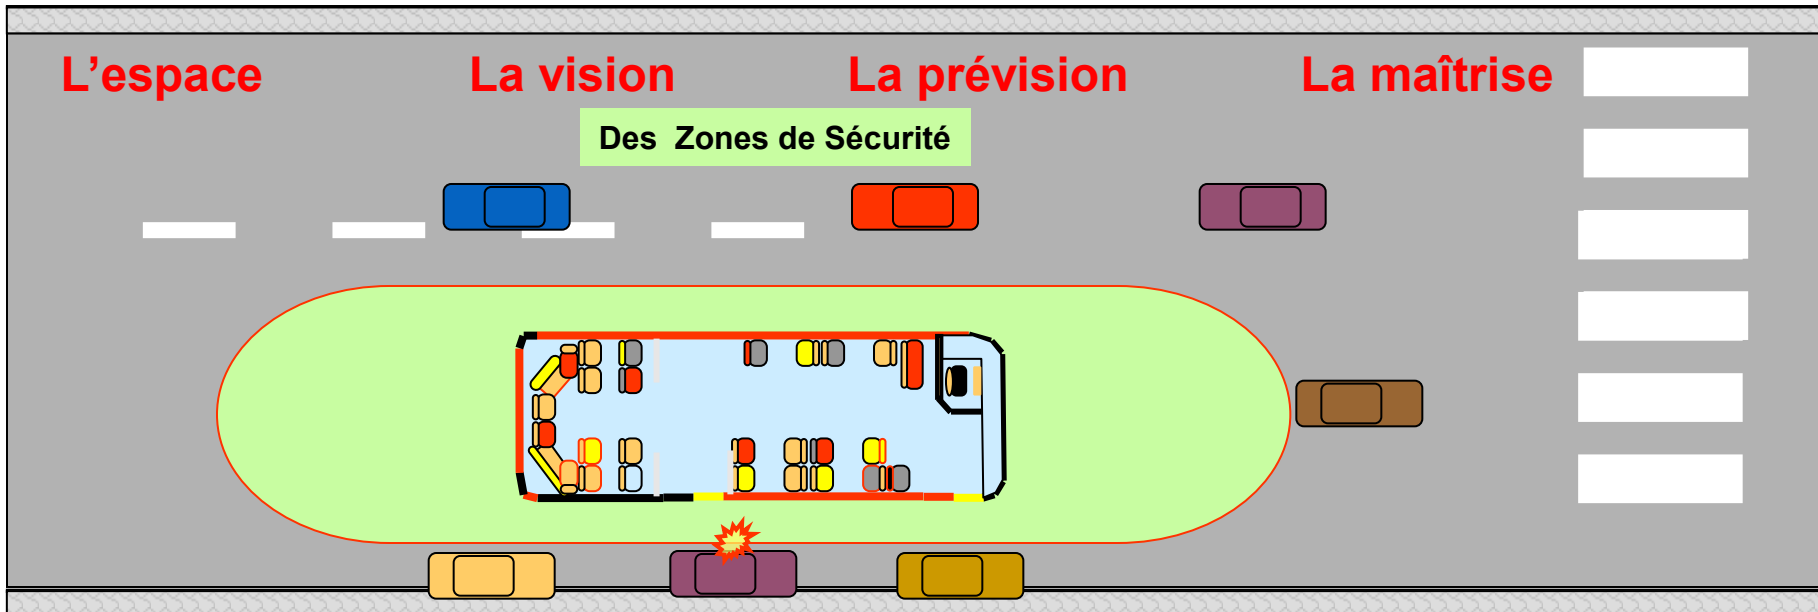 L’espace La vision La prévision La maîtrise
Des Zones de Sécurité